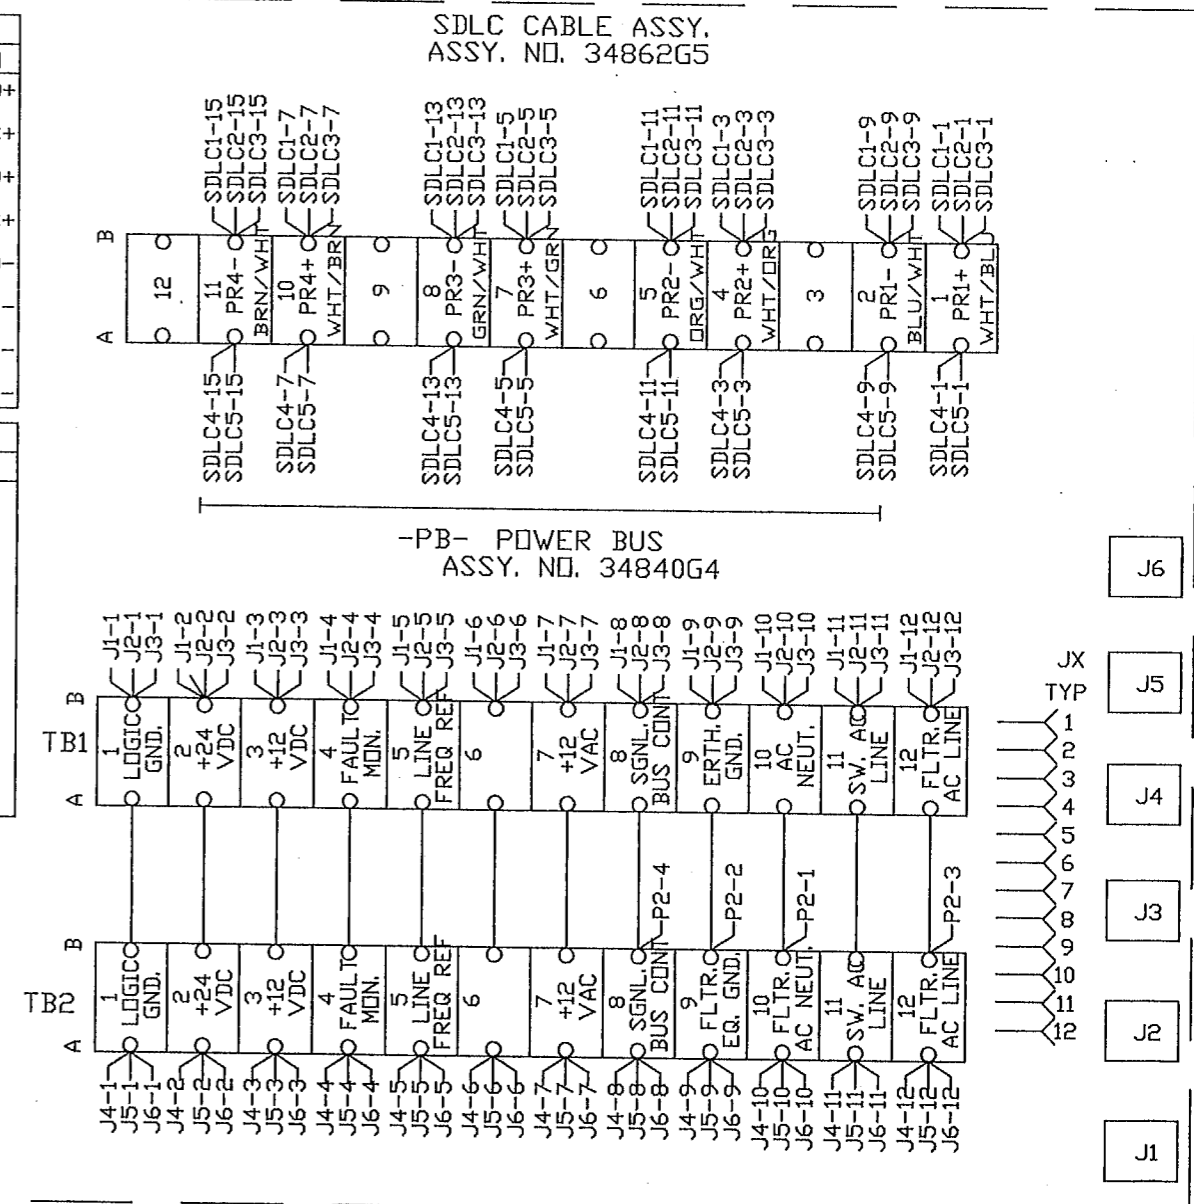 SDLC CABLE ASSY.
ASSY. NO. 34862G5
SDLC1-15
SDLC2-15
SDLC3-15
SDLC1-7
SDLC2-7
SDLC3-7
SDLC1-13
SDLC2-13
SDLC3-13
SDLC1-5
SDLC2-5
SDLC3-5
SDLC1-11
SDLC2-11
SDLC3-11
SDLC1-3
SDLC2-3
SDLC3-3
SDLC1-9
SDLC2-9
SDLC3-9
SDLC1-1
SDLC2-1
SDLC3-1
B
A
12
11
PR4-
BRN/WHT
10
PR4+
WHT/BRN
9
8
PR3-
GRN/WHT
7
PR3+
WHT/GRN
6
5
PR2-
ORG/WHT
4
PR2+
WHT/ORG
3
2
PR1-
BLU/WHT
1
PR1+
WHT/BLU
SDLC4-15
SDLC5-15
SDLC4-7
SDLC5-7
SDLC4-13
SDLC5-13
SDLC4-5
SDLC5-5
SDLC4-11
SDLC5-11
SDLC4-3
SDLC5-3
SDLC4-9
SDLC5-9
SDLC4-1
SDLC5-1
-PB- POWER BUS
ASSY. NO. 34840G4
J1-1
J2-1
J3-1
J1-2
J2-2
J3-2
J1-3
J2-3
J3-3
J1-4
J2-4
J3-4
J1-5
J2-5
J3-5
J1-6
J2-6
J3-6
J1-7
J2-7
J3-7
J1-8
J2-8
J3-8
J1-9
J2-9
J3-9
J1-10
J2-10
J3-10
J1-11
J2-11
J3-11
J1-12
J2-12
J3-12
TB1
B
A
1
LOGIC
GND.
2
+24
VDC
3
+12
VDC
4
FAULT
MON.
5
LINE
FREQ REF
6
7
+12
VAC
8
SGNL.
BUS CONT
9
ERTH.
GND.
10
AC
NEUT.
11
SW. AC
LINE
12
FLTR.
AC LINE
P2-4
P2-2
P2-1
P2-3
TB2
B
A
1
LOGIC
GND.
2
+24
VDC
3
+12
VDC
4
FAULT
MON.
5
LINE
FREQ REF
6
7
+12
VAC
8
SGNL.
BUS CONT
9
FLTR.
EQ. GND.
10
FLTR.
AC NEUT.
11
SW. AC
LINE
12
FLTR.
AC LINE
J4-1
J5-1
J6-1
J4-2
J5-2
J6-2
J4-3
J5-3
J6-3
J4-4
J5-4
J6-4
J4-5
J5-5
J6-5
J4-6
J5-6
J6-6
J4-7
J5-7
J6-7
J4-8
J5-8
J6-8
J4-9
J5-9
J6-9
J4-10
J5-10
J6-10
J4-11
J5-11
J6-11
J4-12
J5-12
J6-12
JX
TYP
1
2
3
4
5
6
7
8
9
10
11
12
J6
J5
J4
J3
J2
J1